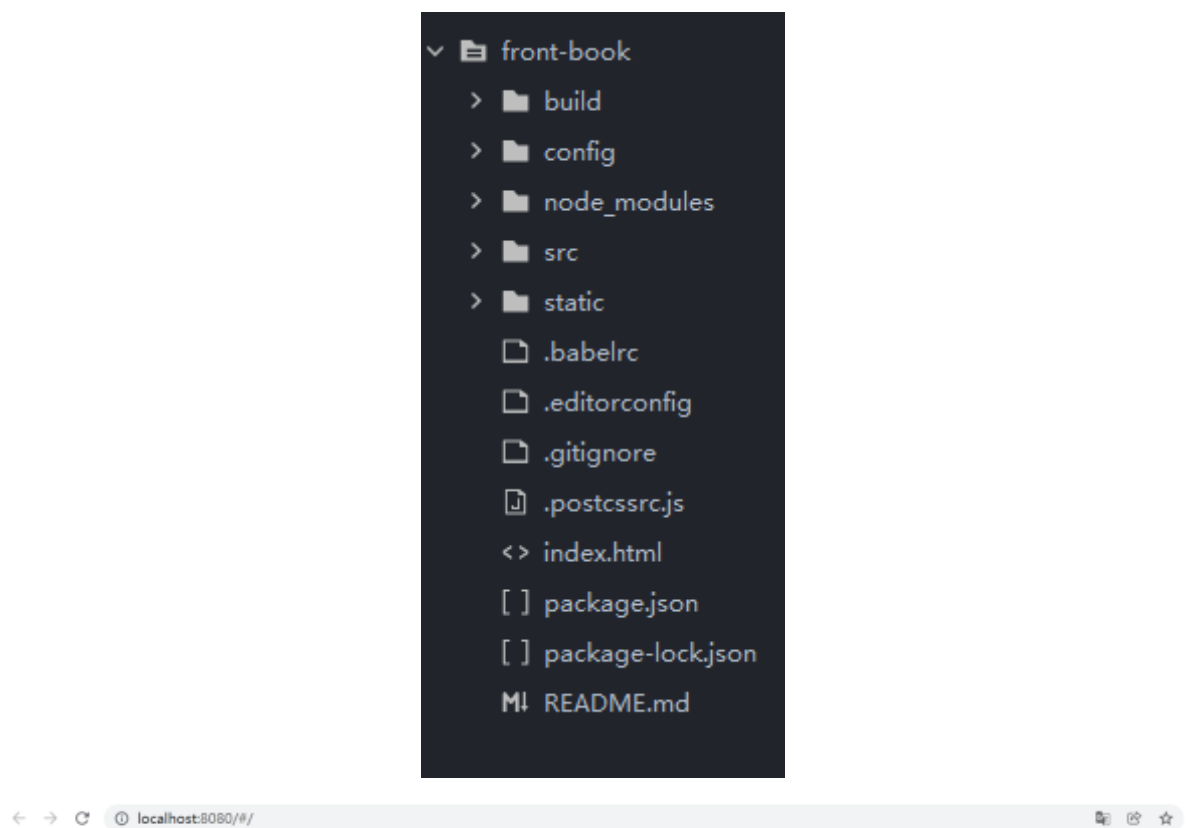 front-book
build
config
node_modules
src
static
.babelrc
.editorconfig
.gitignore
.postcssrc.js
index.html
package.json
package-lock.json
README.md
localhost:8080/#/